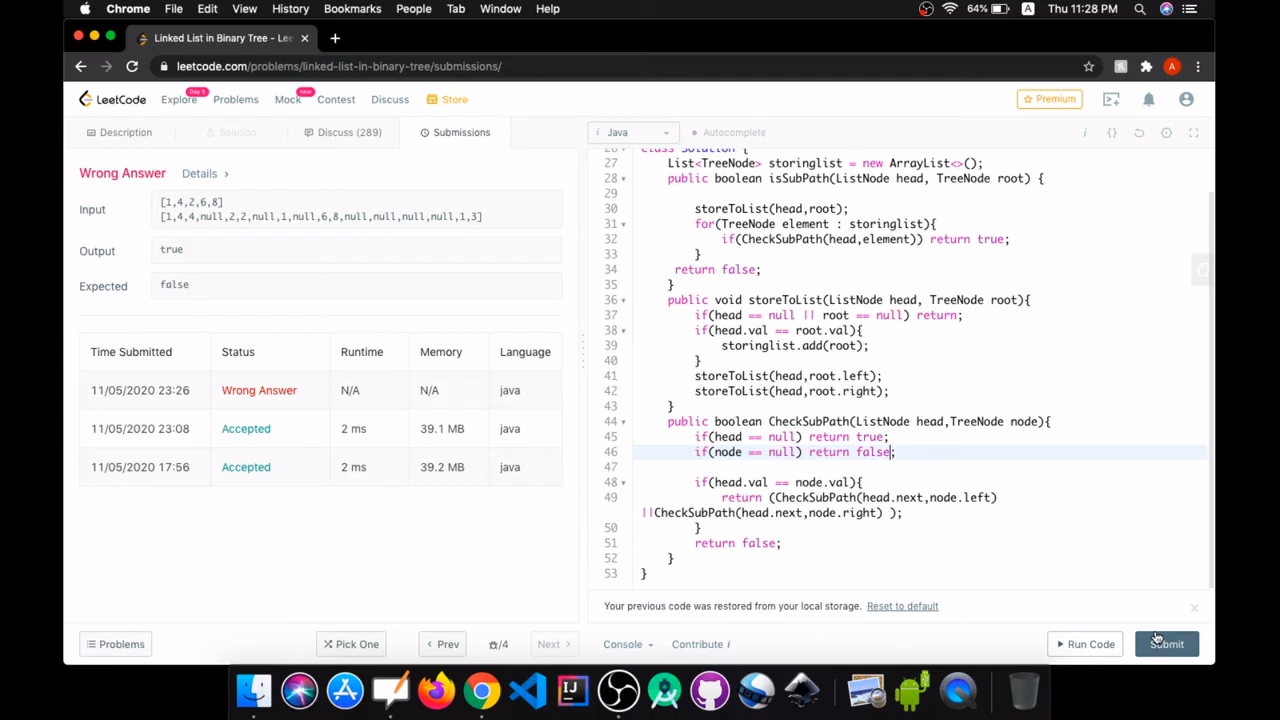 Chrome File Edit View History Bookmarks People Tab Window Help 64% A Thu 11:28 PM
Linked List in Binary Tree - Lee
leetcode.com/problems/linked-list-in-binary-tree/submissions/
A
LeetCode Explore Day 5 Problems Mock new Contest Discuss Store Premium
Description Solution Discuss (289) Submissions
i Java Autocomplete
Wrong Answer Details
Input
[1,4,2,6,8]
[1,4,4,null,2,2,null,1,null,6,8,null,null,null,null,1,3]
Output true
Expected false
Time Submitted Status Runtime Memory Language
11/05/2020 23:26 Wrong Answer N/A N/A java
11/05/2020 23:08 Accepted 2 ms 39.1 MB java
11/05/2020 17:56 Accepted 2 ms 39.2 MB java
26 class Solution {
27 List<TreeNode> storinglist = new ArrayList<>();
28 public boolean isSubPath(ListNode head, TreeNode root) {
29
30 storeToList(head,root);
31 for(TreeNode element : storinglist){
32 if(CheckSubPath(head,element)) return true;
33 }
34 return false;
35 }
36 public void storeToList(ListNode head, TreeNode root){
37 if(head == null || root == null) return;
38 if(head.val == root.val){
39 storinglist.add(root);
40 }
41 storeToList(head,root.left);
42 storeToList(head,root.right);
43 }
44 public boolean CheckSubPath(ListNode head,TreeNode node){
45 if(head == null) return true;
46 if(node == null) return false;
47
48 if(head.val == node.val){
49 return (CheckSubPath(head.next,node.left)
||CheckSubPath(head.next,node.right) );
50 }
51 return false;
52 }
53 }
Your previous code was restored from your local storage. Reset to default
Problems Pick One Prev /4 Next Console Contribute i Run Code Submit